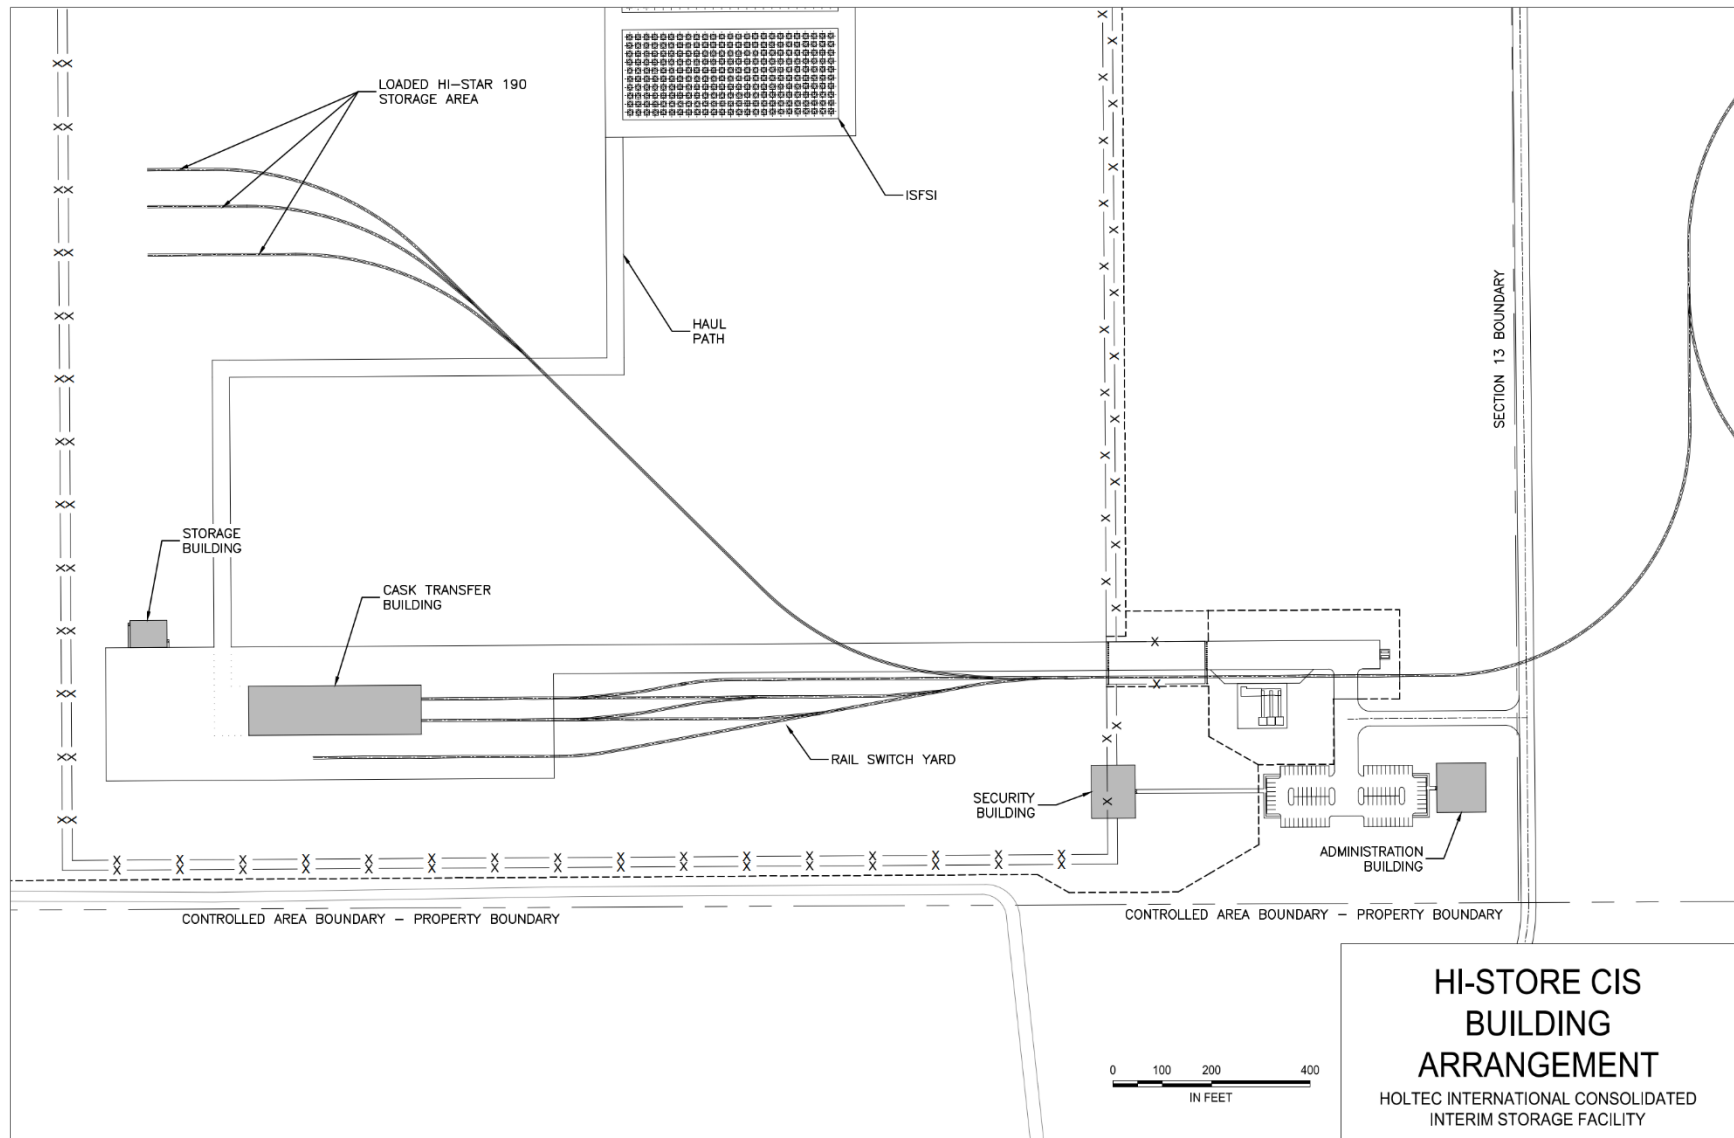 LOADED HI-STAR 190
STORAGE AREA
ISFSI
HAUL
PATH
SECTION 13 BOUNDARY
STORAGE
BUILDING
CASK TRANSFER
BUILDING
RAIL SWITCH YARD
SECURITY
BUILDING
ADMINISTRATION
BUILDING
CONTROLLED AREA BOUNDARY - PROPERTY BOUNDARY
CONTROLLED AREA BOUNDARY - PROPERTY BOUNDARY
0 100 200 400
IN FEET
HI-STORE CIS
BUILDING
ARRANGEMENT
HOLTEC INTERNATIONAL CONSOLIDATED
INTERIM STORAGE FACILITY